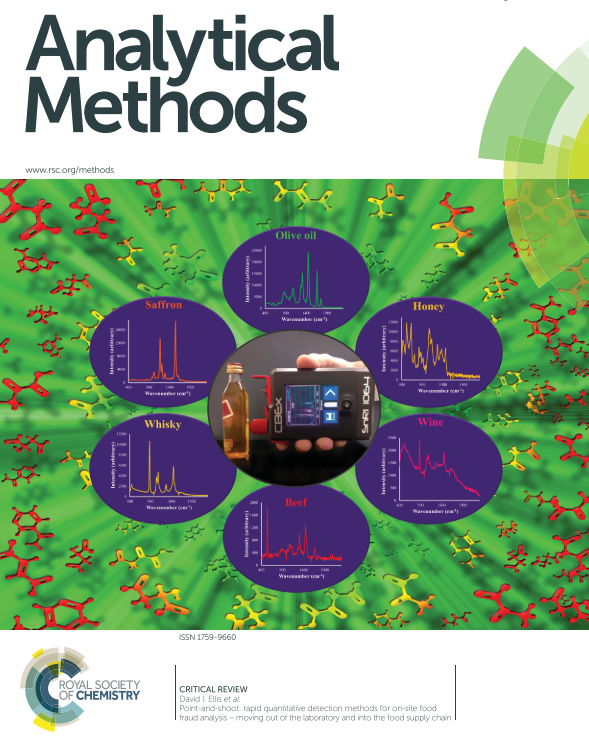 Analytical
Methods
www.rsc.org/methods
Olive oil
Intensity (arbitrary)
Wavenumber (cm⁻¹)
Saffron
Intensity (arbitrary)
Wavenumber (cm⁻¹)
Honey
Intensity (arbitrary)
Wavenumber (cm⁻¹)
CBEx
SARI 1064
Whisky
Intensity (arbitrary)
Wavenumber (cm⁻¹)
Wine
Intensity (arbitrary)
Wavenumber (cm⁻¹)
Beef
Intensity (arbitrary)
Wavenumber (cm⁻¹)
ISSN 1759-9660
ROYAL SOCIETY
OF CHEMISTRY
CRITICAL REVIEW
David I. Ellis et al.
Point-and-shoot: rapid quantitative detection methods for on-site food
fraud analysis – moving out of the laboratory and into the food supply chain